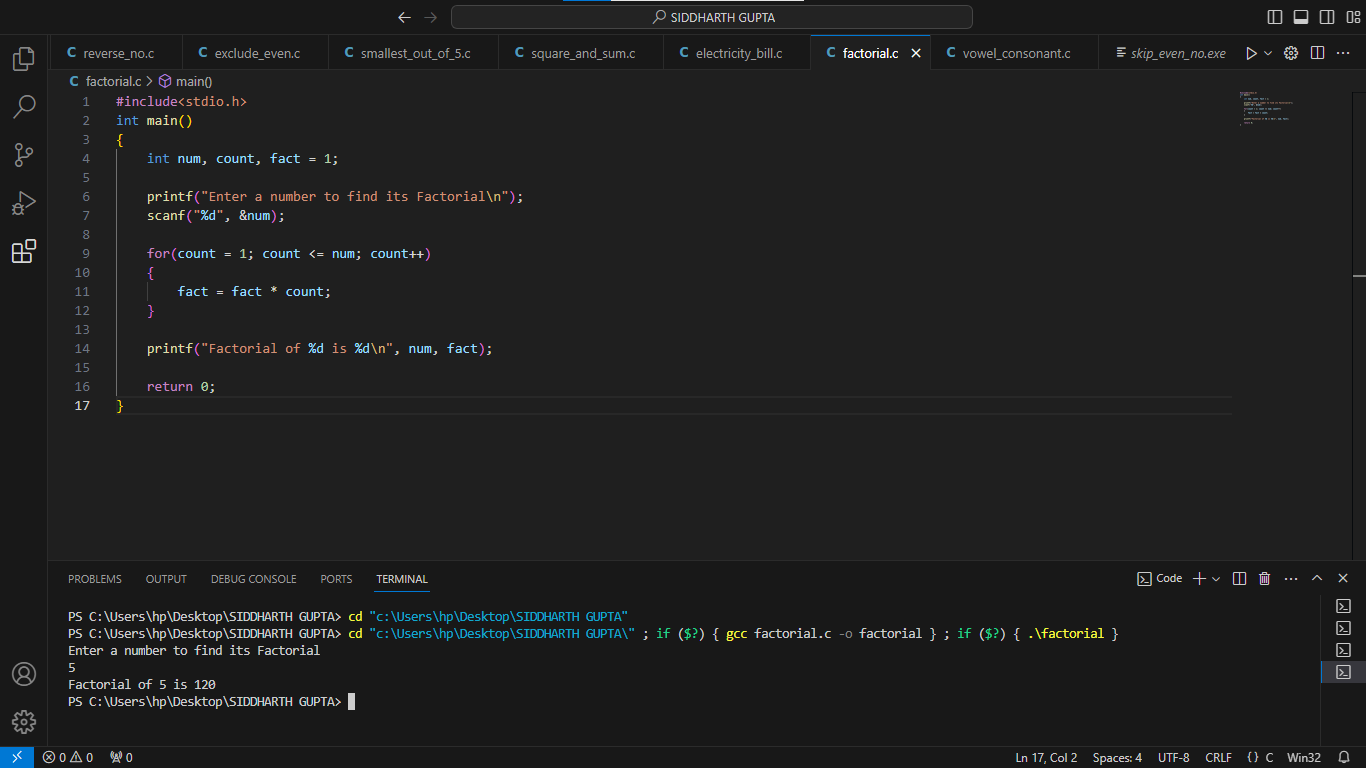 SIDDHARTH GUPTA
C reverse_no.c C exclude_even.c C smallest_out_of_5.c C square_and_sum.c C electricity_bill.c C factorial.c C vowel_consonant.c skip_even_no.exe
C factorial.c > main()
1 #include<stdio.h>
2 int main()
3 {
4 int num, count, fact = 1;
5
6 printf("Enter a number to find its Factorial\n");
7 scanf("%d", &num);
8
9 for(count = 1; count <= num; count++)
10 {
11 fact = fact * count;
12 }
13
14 printf("Factorial of %d is %d\n", num, fact);
15
16 return 0;
17 }
PROBLEMS OUTPUT DEBUG CONSOLE PORTS TERMINAL Code
PS C:\Users\hp\Desktop\SIDDHARTH GUPTA> cd "c:\Users\hp\Desktop\SIDDHARTH GUPTA"
PS C:\Users\hp\Desktop\SIDDHARTH GUPTA> cd "c:\Users\hp\Desktop\SIDDHARTH GUPTA\" ; if ($?) { gcc factorial.c -o factorial } ; if ($?) { .\factorial }
Enter a number to find its Factorial
5
Factorial of 5 is 120
PS C:\Users\hp\Desktop\SIDDHARTH GUPTA>
0 0 0 Ln 17, Col 2 Spaces: 4 UTF-8 CRLF {} C Win32